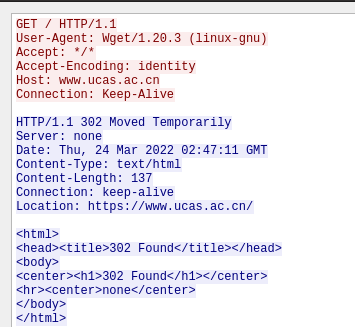 GET / HTTP/1.1
User-Agent: Wget/1.20.3 (linux-gnu)
Accept: */*
Accept-Encoding: identity
Host: www.ucas.ac.cn
Connection: Keep-Alive

HTTP/1.1 302 Moved Temporarily
Server: none
Date: Thu, 24 Mar 2022 02:47:11 GMT
Content-Type: text/html
Content-Length: 137
Connection: keep-alive
Location: https://www.ucas.ac.cn/

<html>
<head><title>302 Found</title></head>
<body>
<center><h1>302 Found</h1></center>
<hr><center>none</center>
</body>
</html>